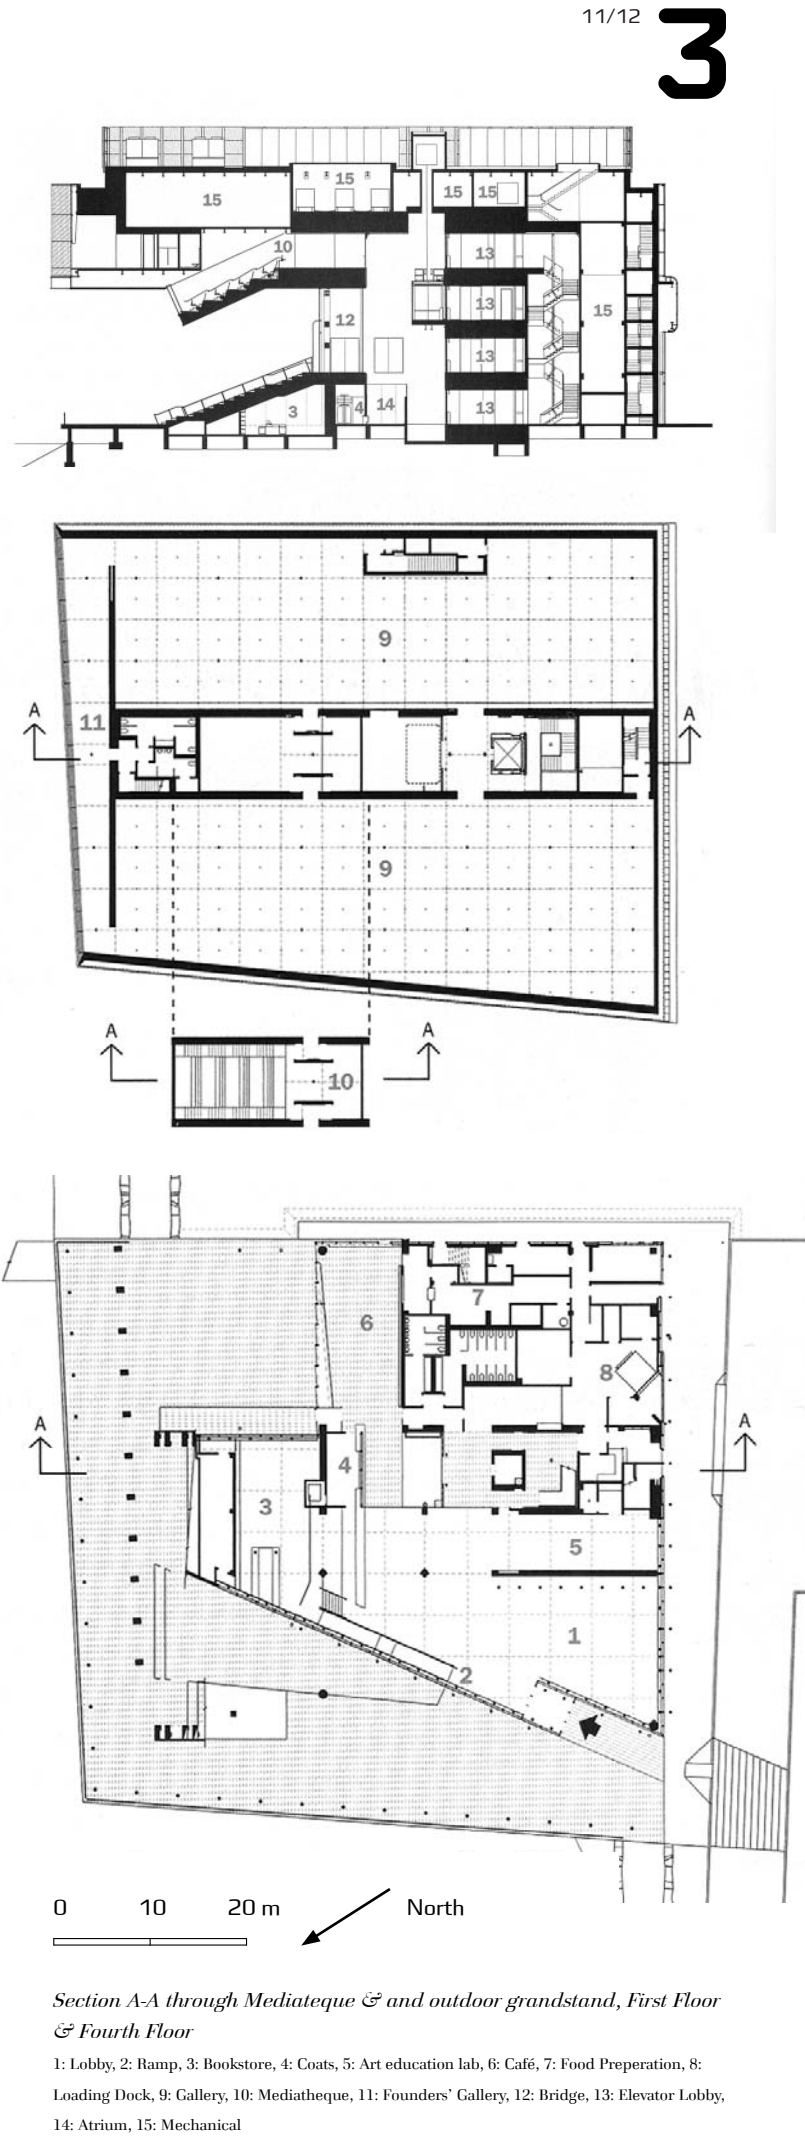 11/12
3
15
15
15
15
10
13
13
12
15
13
3
4
14
13
9
A
11
A
9
A
A
10
6
7
8
A
A
4
3
5
1
2
0 10 20 m North
Section A-A through Mediateque & and outdoor grandstand, First Floor
& Fourth Floor
1: Lobby, 2: Ramp, 3: Bookstore, 4: Coats, 5: Art education lab, 6: Café, 7: Food Preperation, 8:
Loading Dock, 9: Gallery, 10: Mediatheque, 11: Founders' Gallery, 12: Bridge, 13: Elevator Lobby,
14: Atrium, 15: Mechanical